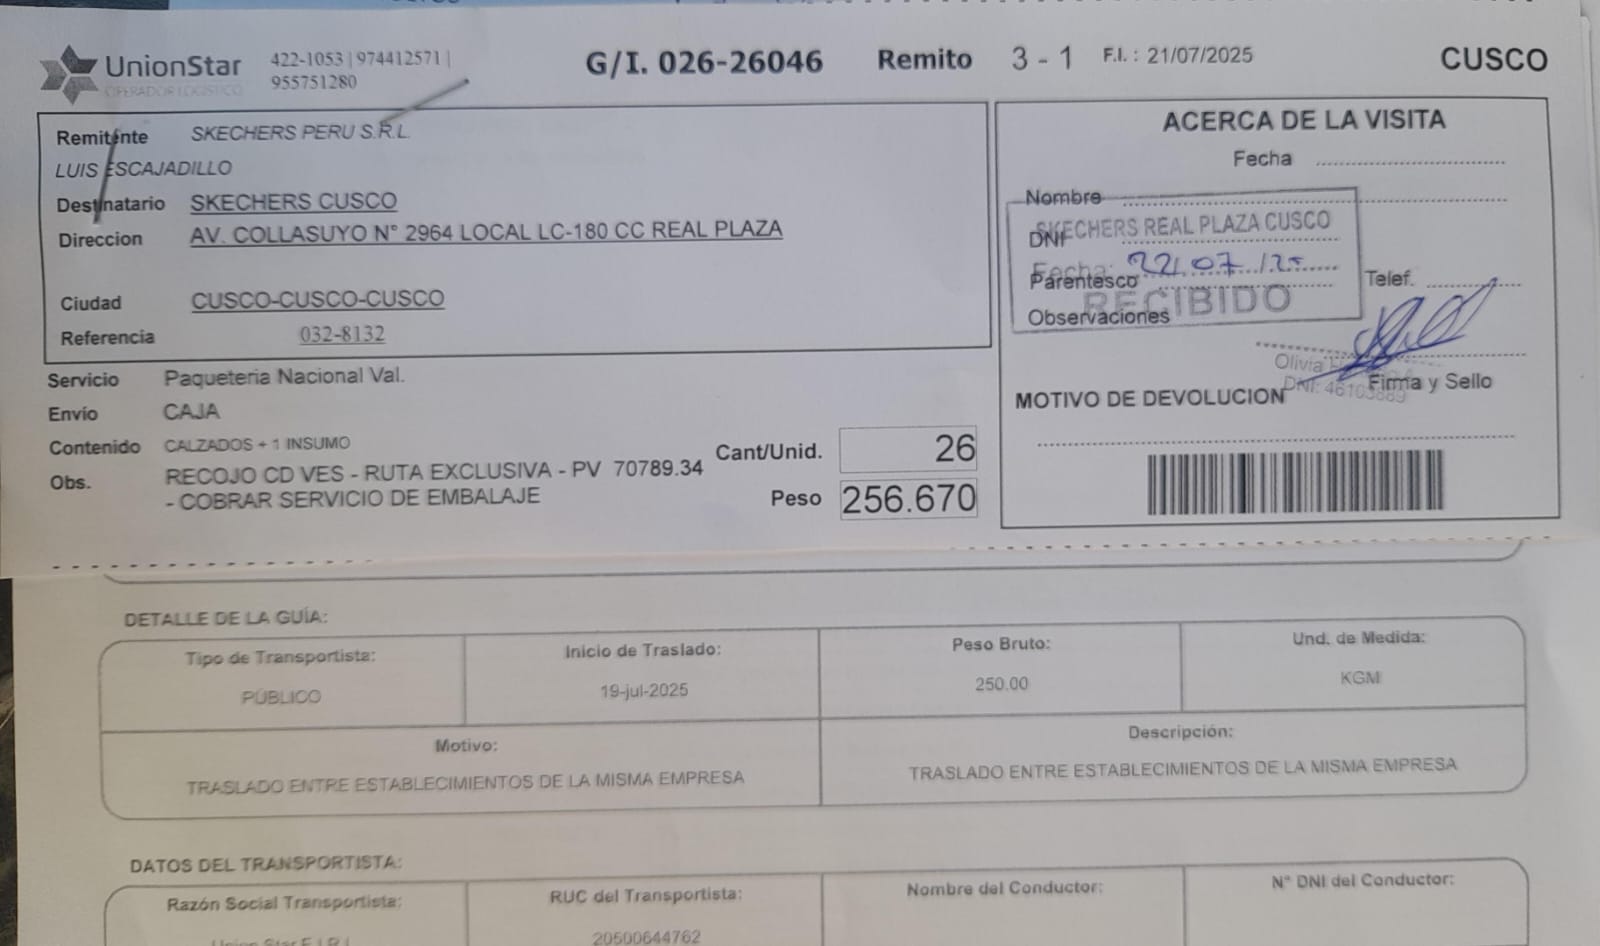 UnionStar
OPERADOR LOGISTICO
422-1053 | 974412571 |
955751280
G/I. 026-26046
Remito 3 - 1
F.I. : 21/07/2025
CUSCO
Remitente SKECHERS PERU S.R.L.
LUIS ESCAJADILLO
Destinatario SKECHERS CUSCO
Direccion AV. COLLASUYO N° 2964 LOCAL LC-180 CC REAL PLAZA
Ciudad CUSCO-CUSCO-CUSCO
Referencia 032-8132
Servicio Paqueteria Nacional Val.
Envío CAJA
Contenido CALZADOS + 1 INSUMO
Obs. RECOJO CD VES - RUTA EXCLUSIVA - PV 70789.34
- COBRAR SERVICIO DE EMBALAJE
Cant/Unid. 26
Peso 256.670
ACERCA DE LA VISITA
Fecha
Nombre
SKECHERS REAL PLAZA CUSCO
DNI
Fecha: 22/07/25
Parentesco
Telef.
RECIBIDO
Observaciones
Olivia
DNI: 46103889
Firma y Sello
MOTIVO DE DEVOLUCION
DETALLE DE LA GUÍA:
Tipo de Transportista: Inicio de Traslado: Peso Bruto: Und. de Medida:
PÚBLICO 19-jul-2025 250.00 KGM
Motivo: Descripción:
TRASLADO ENTRE ESTABLECIMIENTOS DE LA MISMA EMPRESA TRASLADO ENTRE ESTABLECIMIENTOS DE LA MISMA EMPRESA
DATOS DEL TRANSPORTISTA:
Razón Social Transportista: RUC del Transportista: Nombre del Conductor: N° DNI del Conductor:
Union Star E.I.R.L 20500644762